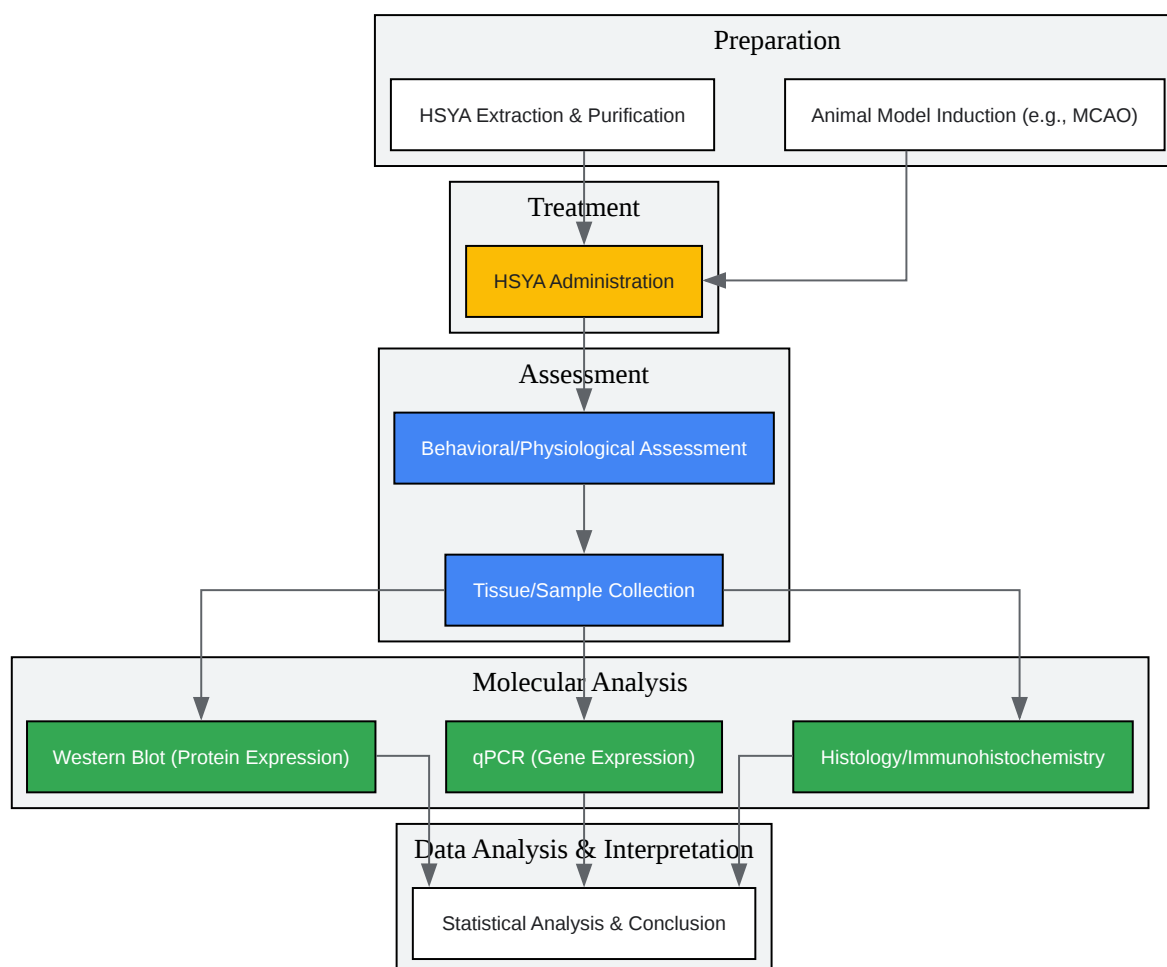 Preparation
HSYA Extraction & Purification
Animal Model Induction (e.g., MCAO)
Treatment
HSYA Administration
Assessment
Behavioral/Physiological Assessment
Tissue/Sample Collection
Molecular Analysis
Western Blot (Protein Expression)
qPCR (Gene Expression)
Histology/Immunohistochemistry
Data Analysis & Interpretation
Statistical Analysis & Conclusion